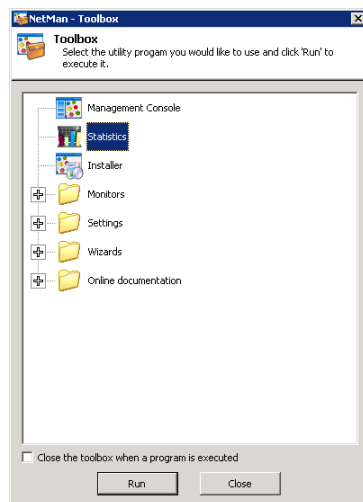 NetMan - Toolbox
Toolbox
Select the utility progam you would like to use and click 'Run' to
execute it.
Management Console
Statistics
Installer
Monitors
Settings
Wizards
Online documentation
Close the toolbox when a program is executed
Run
Close